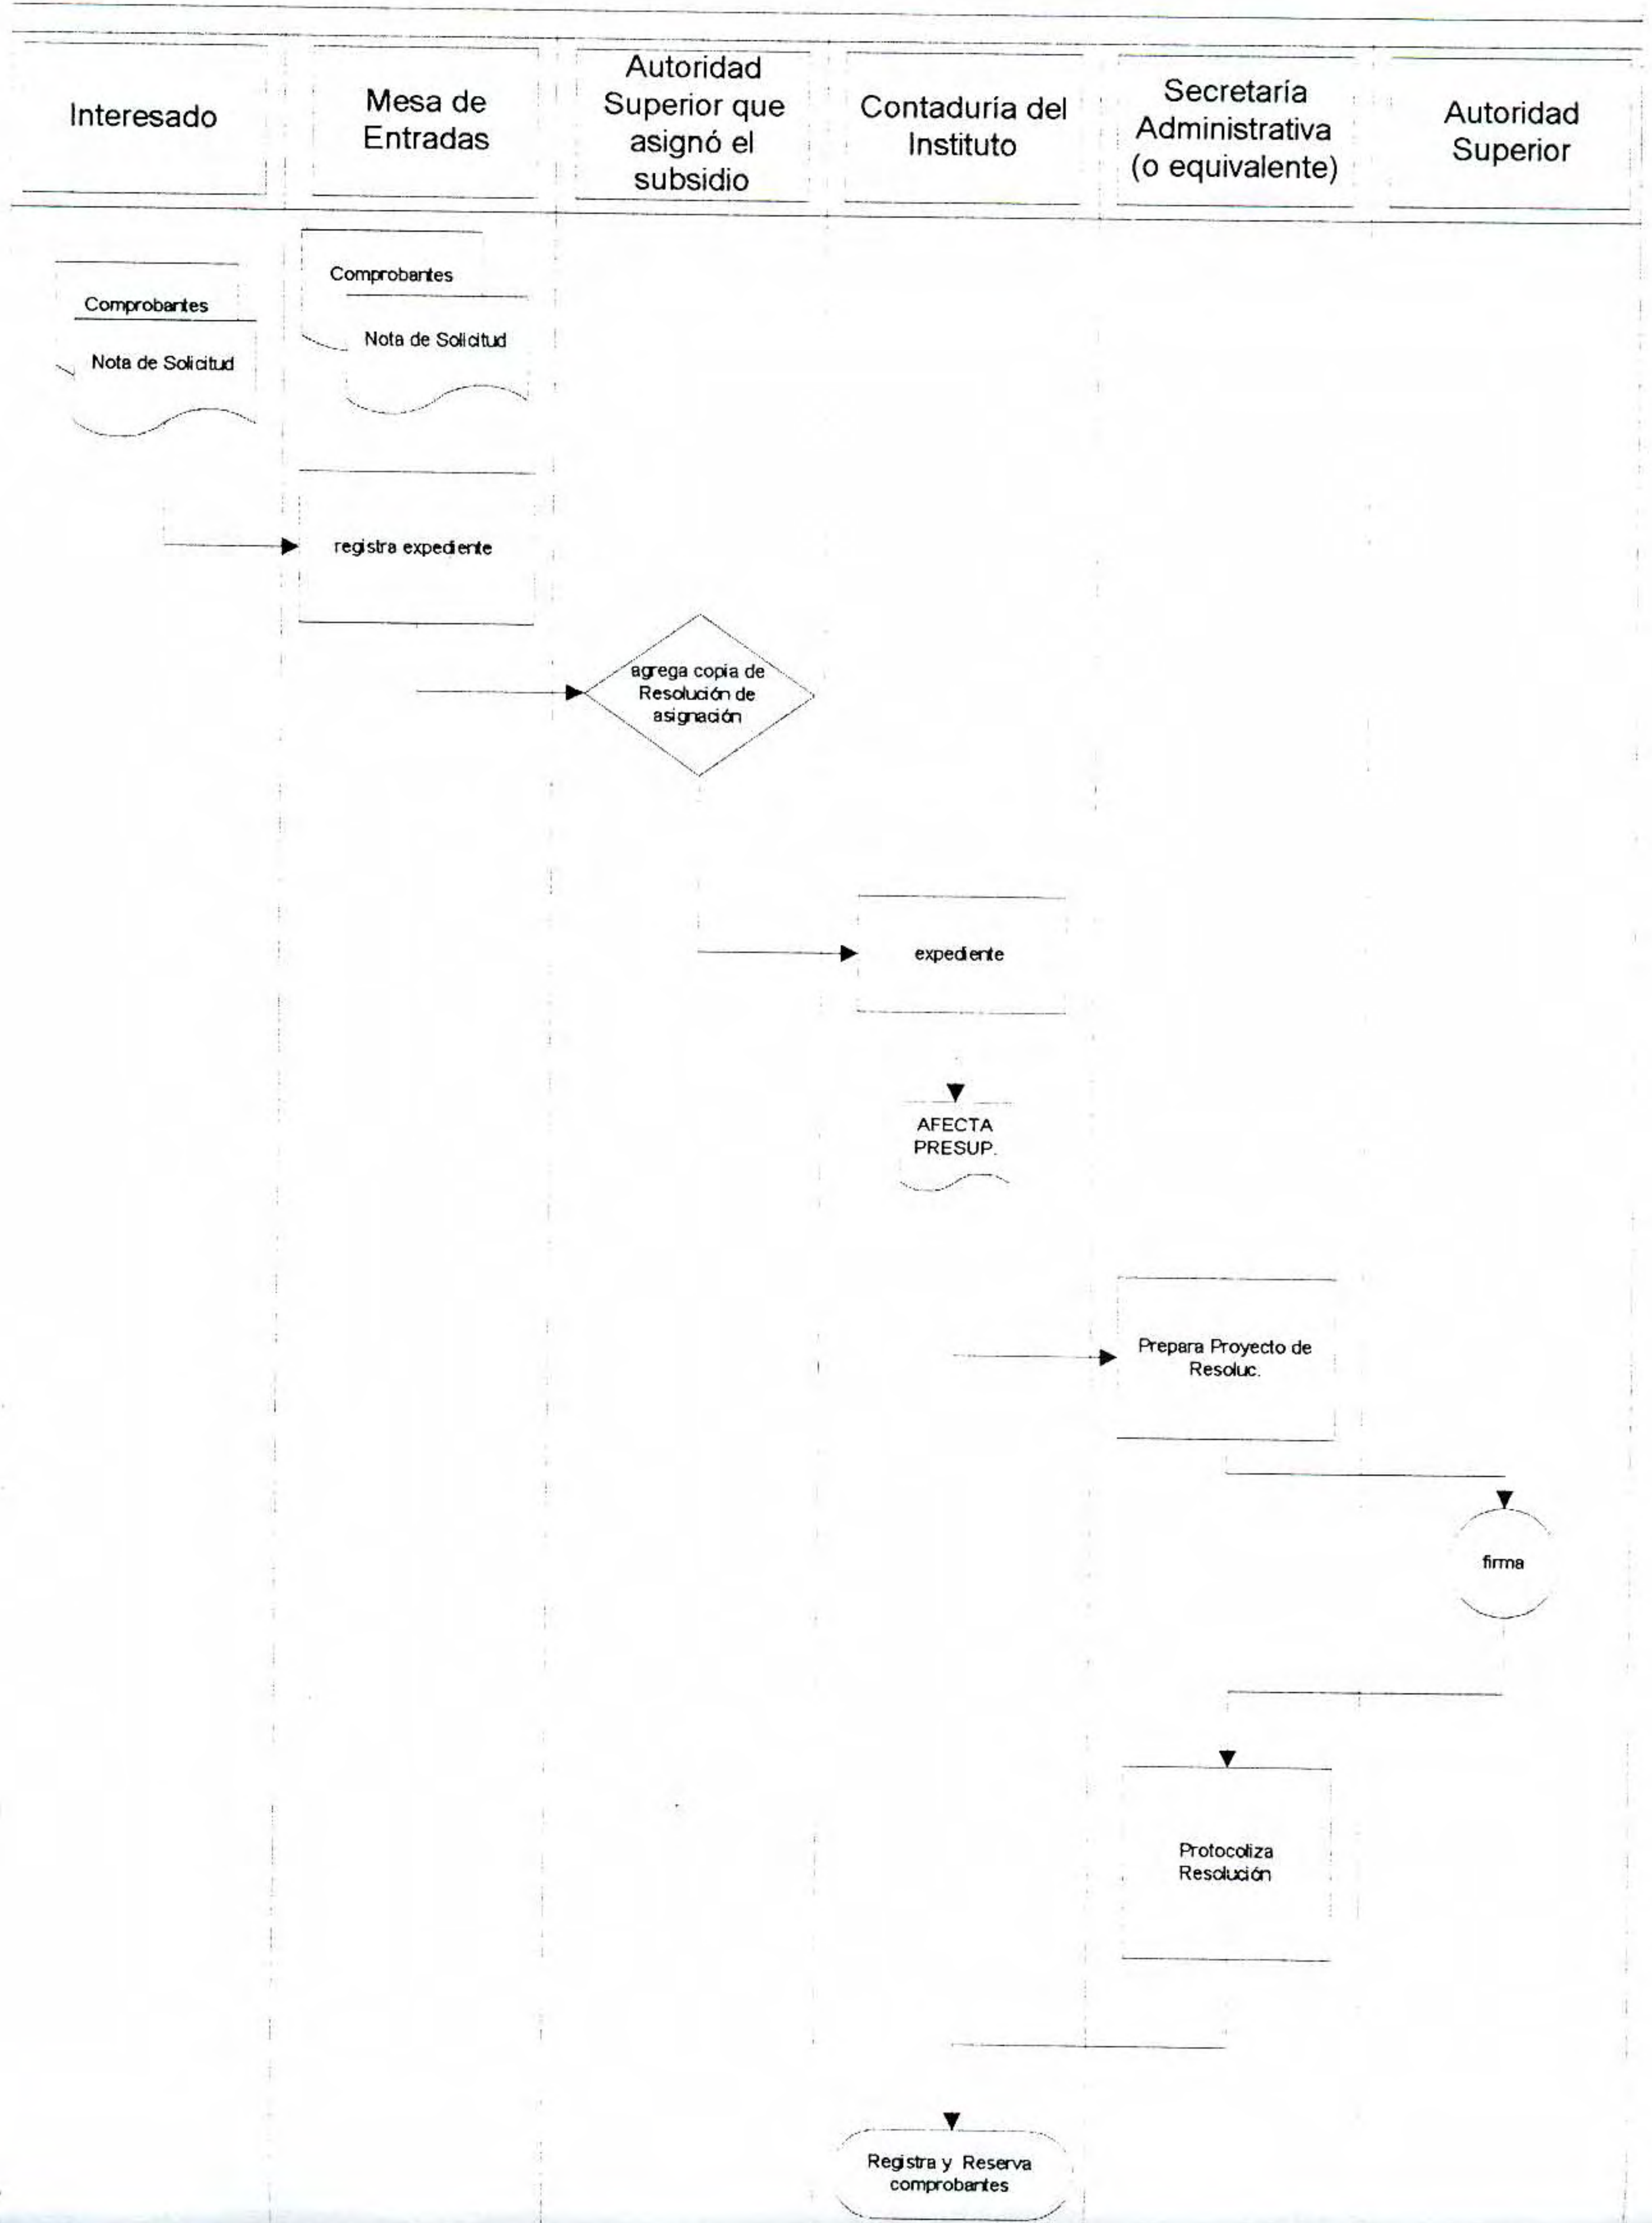 Interesado
Mesa de
Entradas
Autoridad
Superior que
asignó el
subsidio
Contaduría del
Instituto
Secretaría
Administrativa
(o equivalente)
Autoridad
Superior
Comprobantes
Nota de Solicitud
Comprobantes
Nota de Solicitud
registra expediente
agrega copia de
Resolución de
asignación
expediente
AFECTA
PRESUP.
Prepara Proyecto de
Resoluc.
firma
Protocoliza
Resolución
Registra y Reserva
comprobantes